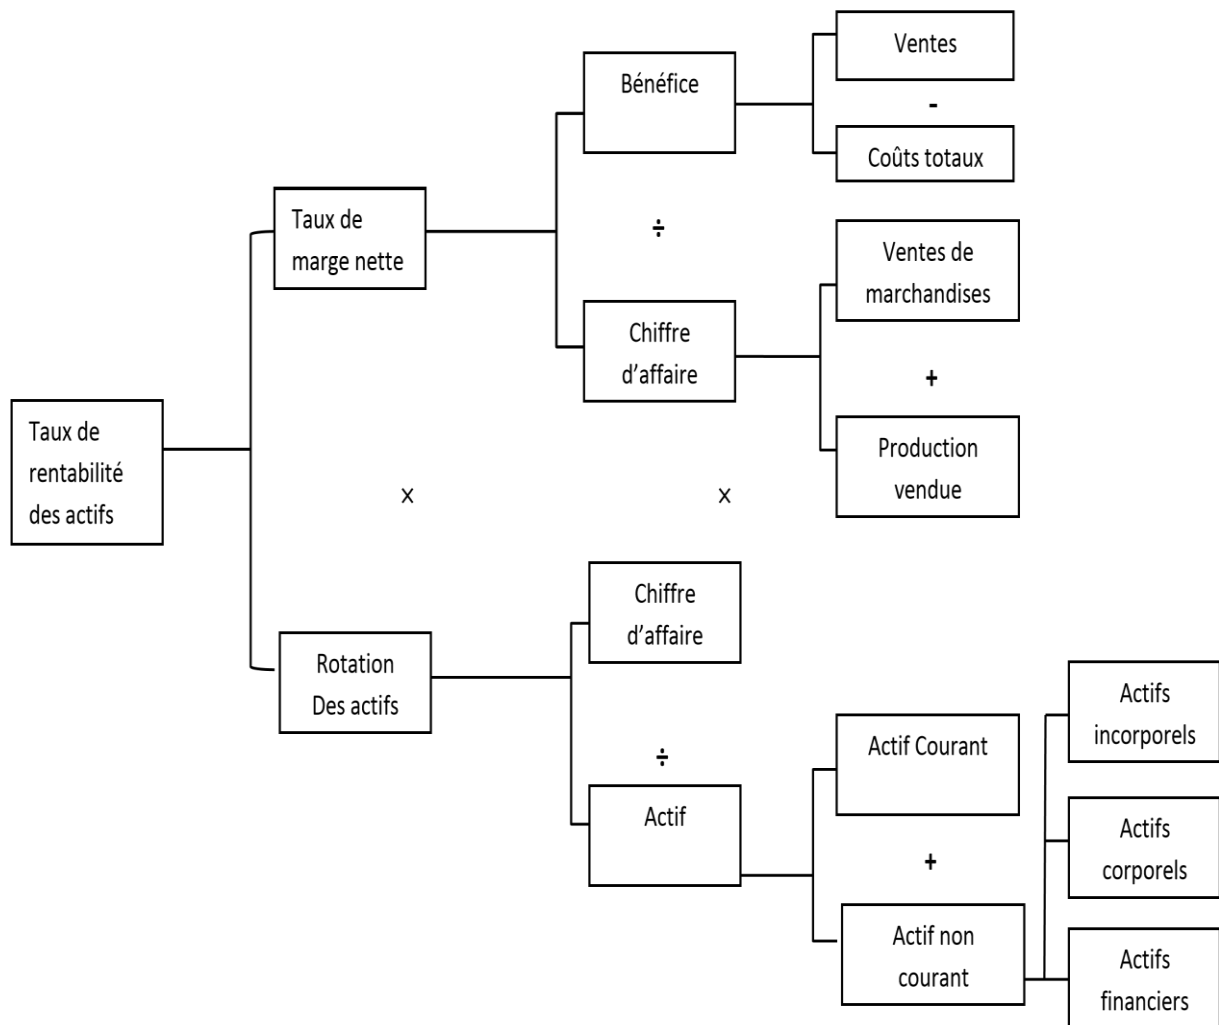 Ventes
-
Coûts totaux
Bénéfice
÷
Taux de
marge nette
Ventes de
marchandises
+
Production
vendue
Chiffre
d’affaire
Taux de
rentabilité
des actifs
x
x
Chiffre
d’affaire
÷
Rotation
Des actifs
Actif
Actif Courant
+
Actif non
courant
Actifs
incorporels
Actifs
corporels
Actifs
financiers